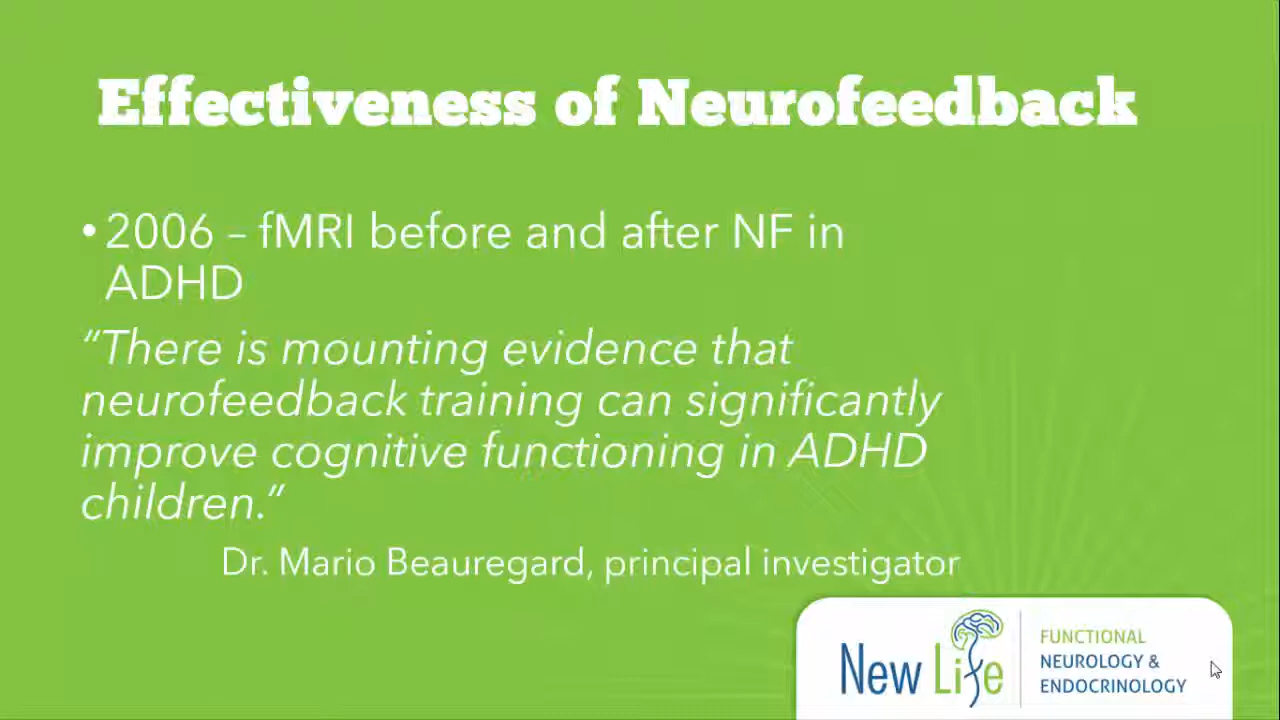 Effectiveness of Neurofeedback
• 2006 – fMRI before and after NF in
ADHD
“There is mounting evidence that
neurofeedback training can significantly
improve cognitive functioning in ADHD
children.”
Dr. Mario Beauregard, principal investigator
New Life
FUNCTIONAL
NEUROLOGY &
ENDOCRINOLOGY